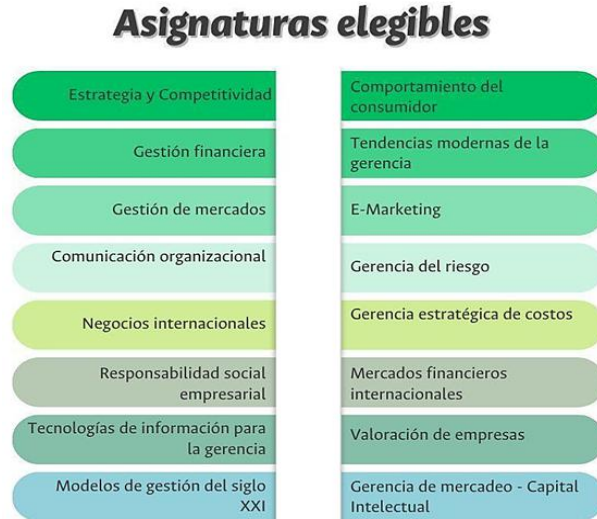 Asignaturas elegibles
Estrategia y Competitividad
Gestión financiera
Gestión de mercados
Comunicación organizacional
Negocios internacionales
Responsabilidad social
empresarial
Tecnologías de información para
la gerencia
Modelos de gestión del siglo
XXI
Comportamiento del
consumidor
Tendencias modernas de la
gerencia
E-Marketing
Gerencia del riesgo
Gerencia estratégica de costos
Mercados financieros
internacionales
Valoración de empresas
Gerencia de mercadeo - Capital
Intelectual